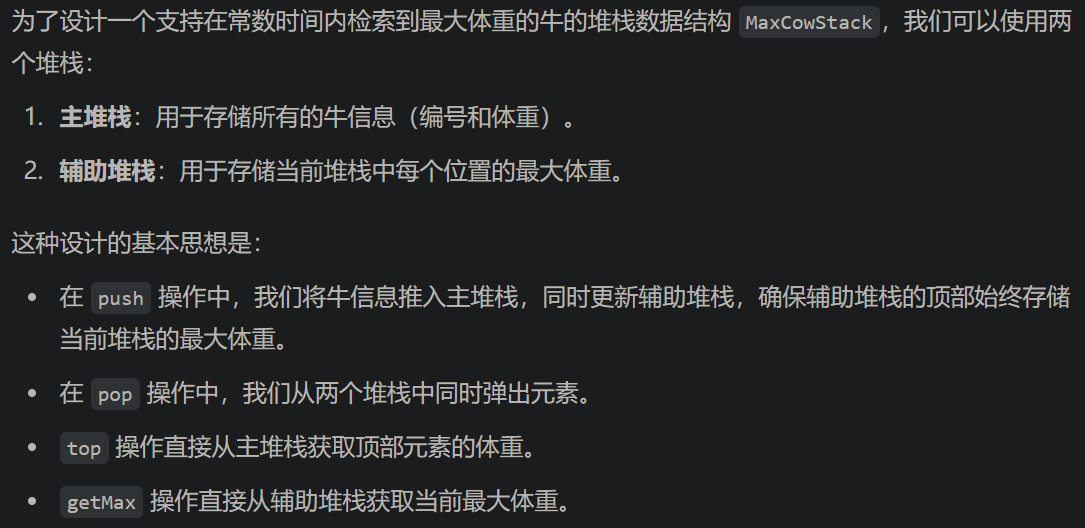 为了设计一个支持在常数时间内检索到最大体重的牛的堆栈数据结构 MaxCowStack，我们可以使用两
个堆栈：
1. 主堆栈：用于存储所有的牛信息（编号和体重）。
2. 辅助堆栈：用于存储当前堆栈中每个位置的最大体重。
这种设计的基本思想是：
• 在 push 操作中，我们将牛信息推入主堆栈，同时更新辅助堆栈，确保辅助堆栈的顶部始终存储
当前堆栈的最大体重。
• 在 pop 操作中，我们从两个堆栈中同时弹出元素。
• top 操作直接从主堆栈获取顶部元素的体重。
• getMax 操作直接从辅助堆栈获取当前最大体重。